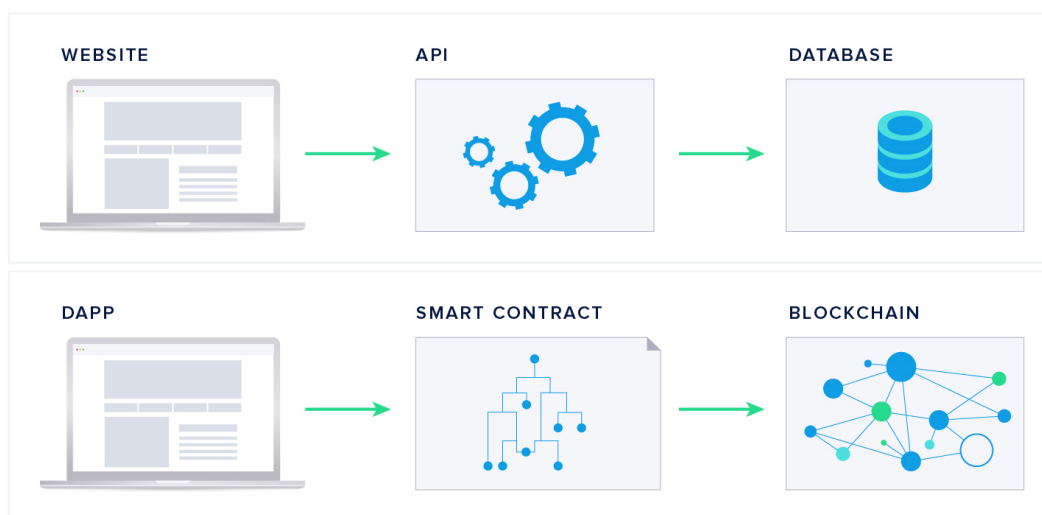 WEBSITE
API
DATABASE
DAPP
SMART CONTRACT
BLOCKCHAIN